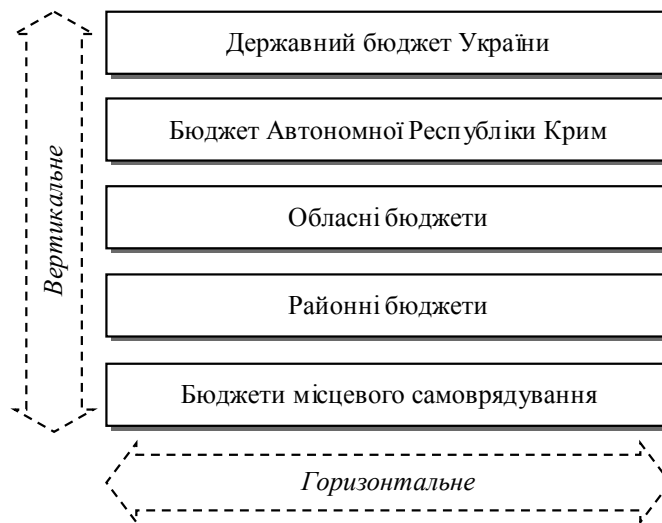 Державний бюджет України
Бюджет Автономної Республіки Крим
Обласні бюджети
Районні бюджети
Бюджети місцевого самоврядування
Вертикальне
Горизонтальне